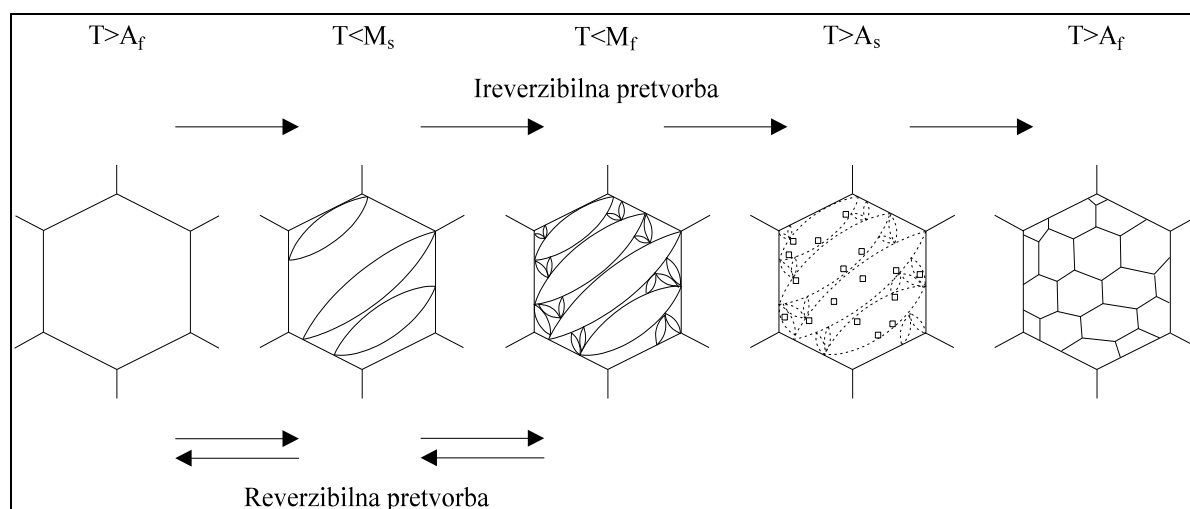 T>A_f T<M_s T<M_f T>A_s T>A_f
Ireverzibilna pretvorba
Reverzibilna pretvorba